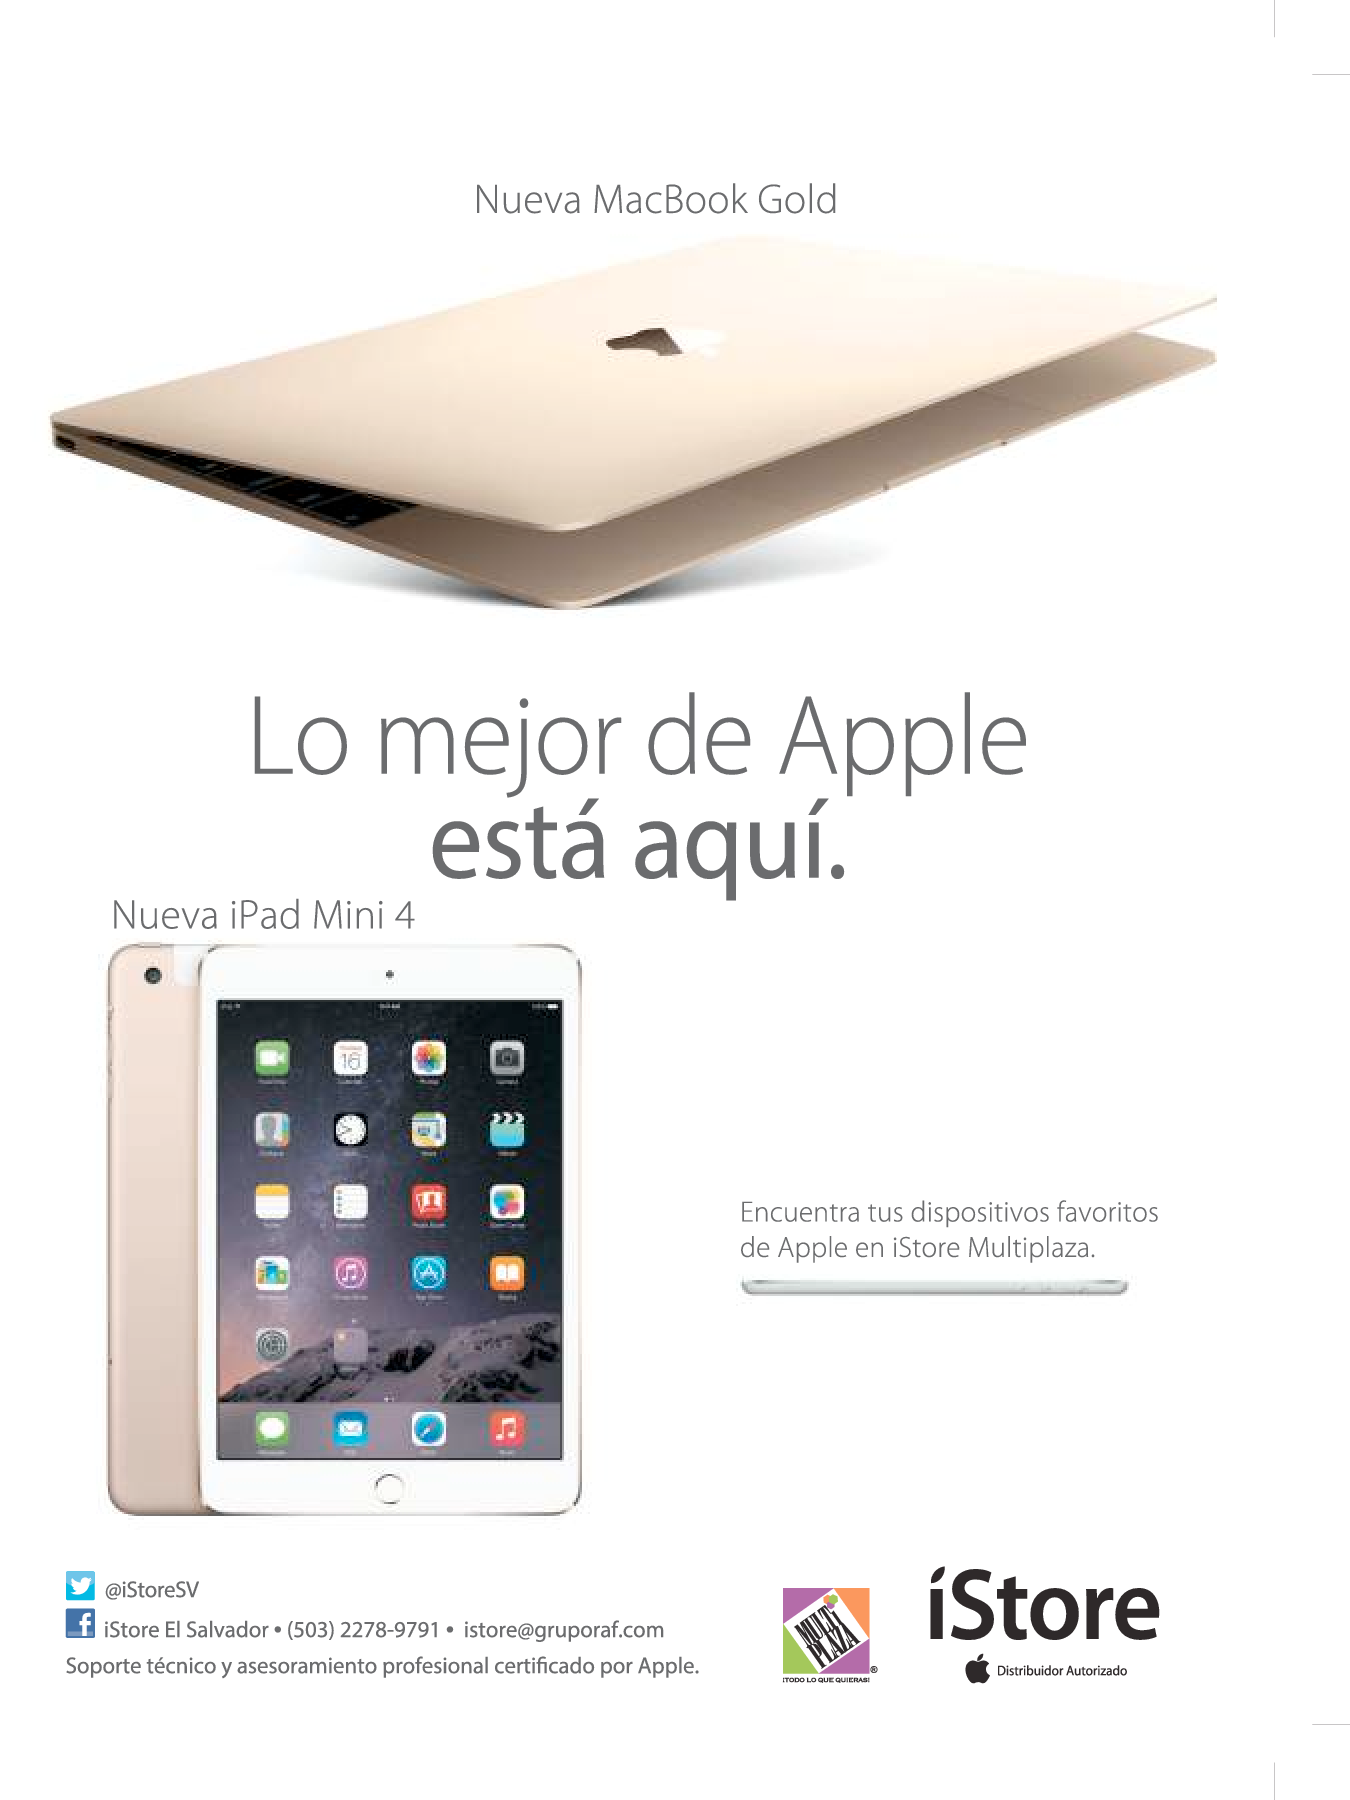 Nueva MacBook Gold
Lo mejor de Apple
está aquí.
Nueva iPad Mini 4
16
Encuentra tus dispositivos favoritos
de Apple en iStore Multiplaza.
@iStoreSV
iStore El Salvador • (503) 2278-9791 • istore@gruporaf.com
Soporte técnico y asesoramiento profesional certificado por Apple.
MULTI
PLAZA
®
¡TODO LO QUE QUIERAS!
iStore
Distribuidor Autorizado